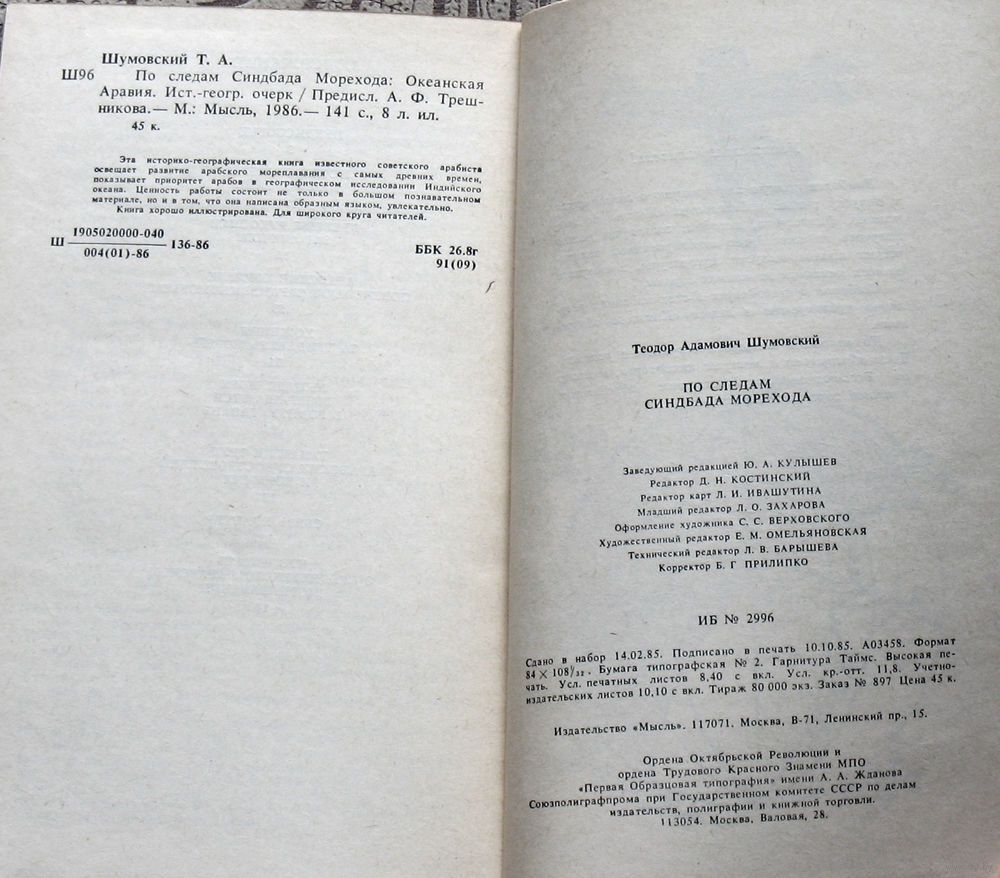 Шумовский Т. А.
Ш96 По следам Синдбада Морехода: Океанская
Аравия. Ист.-геогр. очерк / Предисл. А. Ф. Треш-
никова.— М.: Мысль, 1986.— 141 с., 8 л. ил.
45 к.
Эта историко-географическая книга известного советского арабиста
освещает развитие арабского мореплавания с самых древних времен,
показывает приоритет арабов в географическом исследовании Индийского
океана. Ценность работы состоит не только в большом познавательном
материале, но и в том, что она написана образным языком, увлекательно.
Книга хорошо иллюстрирована. Для широкого круга читателей.
1905020000-040
Ш 136-86
004(01)-86
ББК 26.8г
91(09)
Теодор Адамович Шумовский
ПО СЛЕДАМ
СИНДБАДА МОРЕХОДА
Заведующий редакцией Ю. А. КУЛЫШЕВ
Редактор Д. Н. КОСТИНСКИЙ
Редактор карт Л. И. ИВАШУТИНА
Младший редактор Л. О. ЗАХАРОВА
Оформление художника С. С. ВЕРХОВСКОГО
Художественный редактор Е. М. ОМЕЛЬЯНОВСКАЯ
Технический редактор Л. В. БАРЫШЕВА
Корректор Б. Г ПРИЛИПКО
ИБ № 2996
Сдано в набор 14.02.85. Подписано в печать 10.10.85. А03458. Формат
84 × 108/32. Бумага типографская № 2. Гарнитура Таймс. Высокая пе-
чать. Усл. печатных листов 8,40 с вкл. Усл. кр.-отт. 11,8. Учетно-
издательских листов 10,10 с вкл. Тираж 80 000 экз. Заказ № 897 Цена 45 к.
Издательство «Мысль». 117071. Москва, В-71, Ленинский пр., 15.
Ордена Октябрьской Революции и
ордена Трудового Красного Знамени МПО
«Первая Образцовая типография» имени А. А. Жданова
Союзполиграфпрома при Государственном комитете СССР по делам
издательств, полиграфии и книжной торговли.
113054. Москва, Валовая, 28.